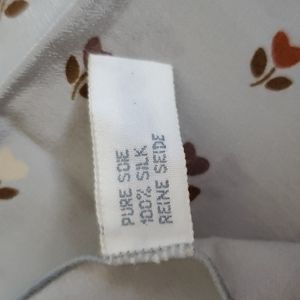 PURE SOIE
100% SILK
REINE SEIDE